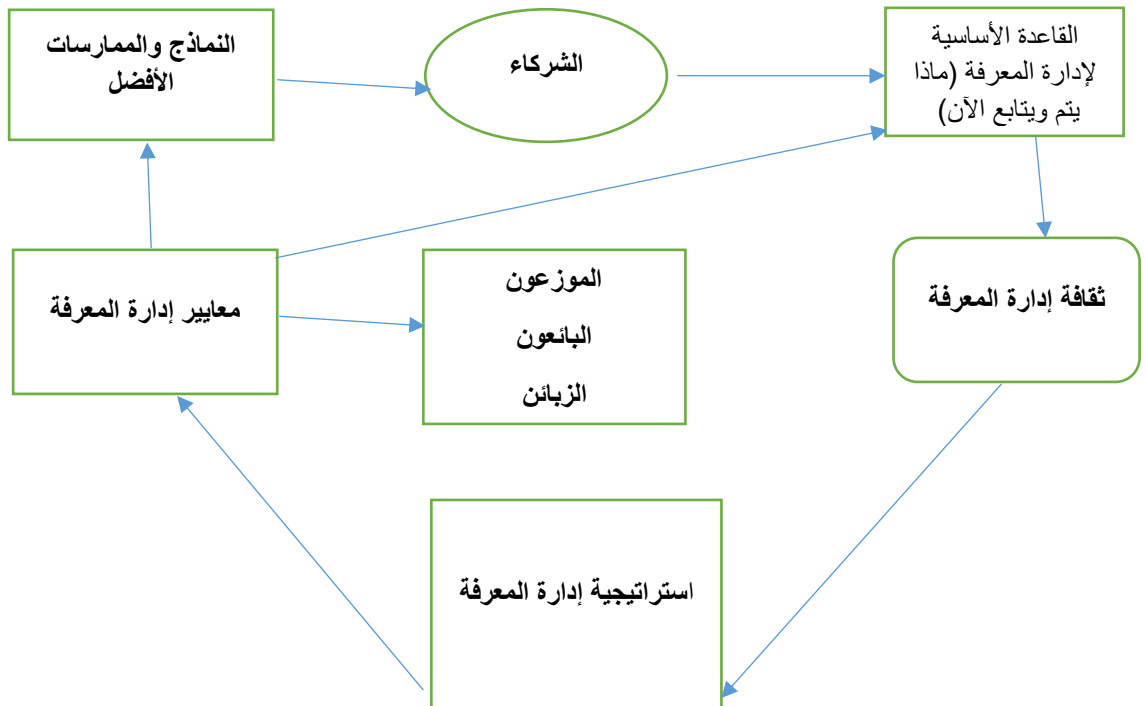 القاعدة الأساسية
لإدارة المعرفة (ماذا
يتم ويتابع الآن)
الشركاء
النماذج والممارسات
الأفضل
ثقافة إدارة المعرفة
الموزعون
البائعون
الزبائن
معايير إدارة المعرفة
استراتيجية إدارة المعرفة